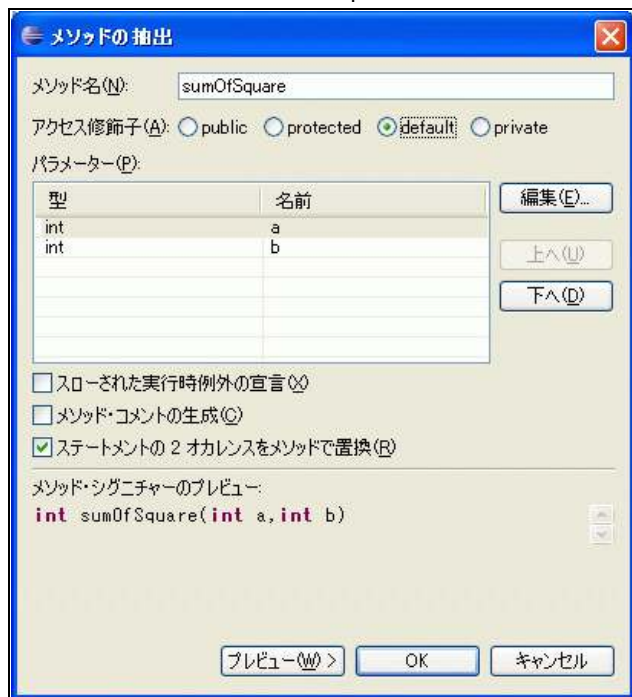 メソッドの抽出
メソッド名(N): sumOfSquare
アクセス修飾子(A): public protected default private
パラメーター(P):
型 名前 編集(E)...
int a
int b 上へ(U)
下へ(D)
スローされた実行時例外の宣言(X)
メソッド・コメントの生成(C)
ステートメントの 2 オカレンスをメソッドで置換(R)
メソッド・シグニチャーのプレビュー:
int sumOfSquare(int a,int b)
プレビュー(W) > OK キャンセル